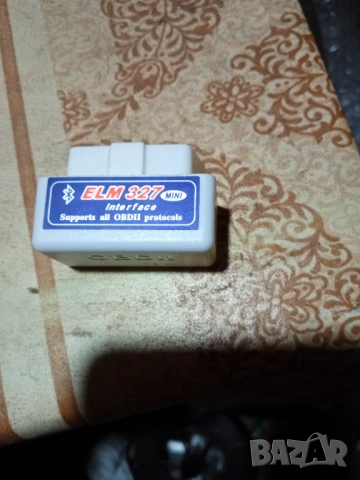 ELM 327 MINI
Interface
Supports all OBDII protocols
OBDII
BAZAR